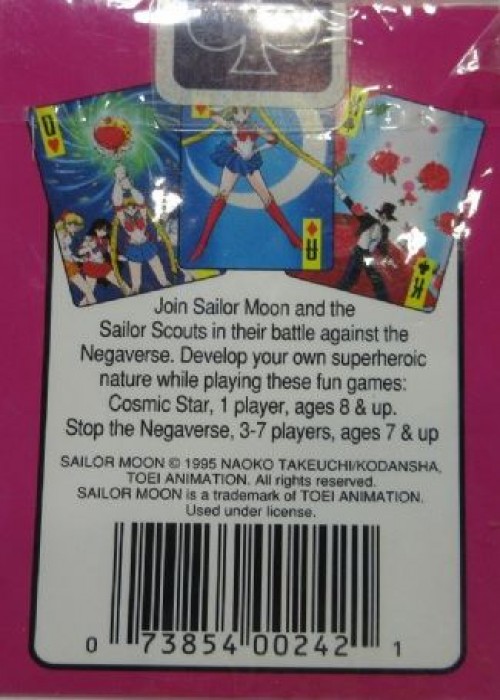 Q
K
Q
K
Join Sailor Moon and the
Sailor Scouts in their battle against the
Negaverse. Develop your own superheroic
nature while playing these fun games:
Cosmic Star, 1 player, ages 8 & up.
Stop the Negaverse, 3-7 players, ages 7 & up
SAILOR MOON © 1995 NAOKO TAKEUCHI/KODANSHA,
TOEI ANIMATION. All rights reserved.
SAILOR MOON is a trademark of TOEI ANIMATION.
Used under license.
0 73854 00242 1